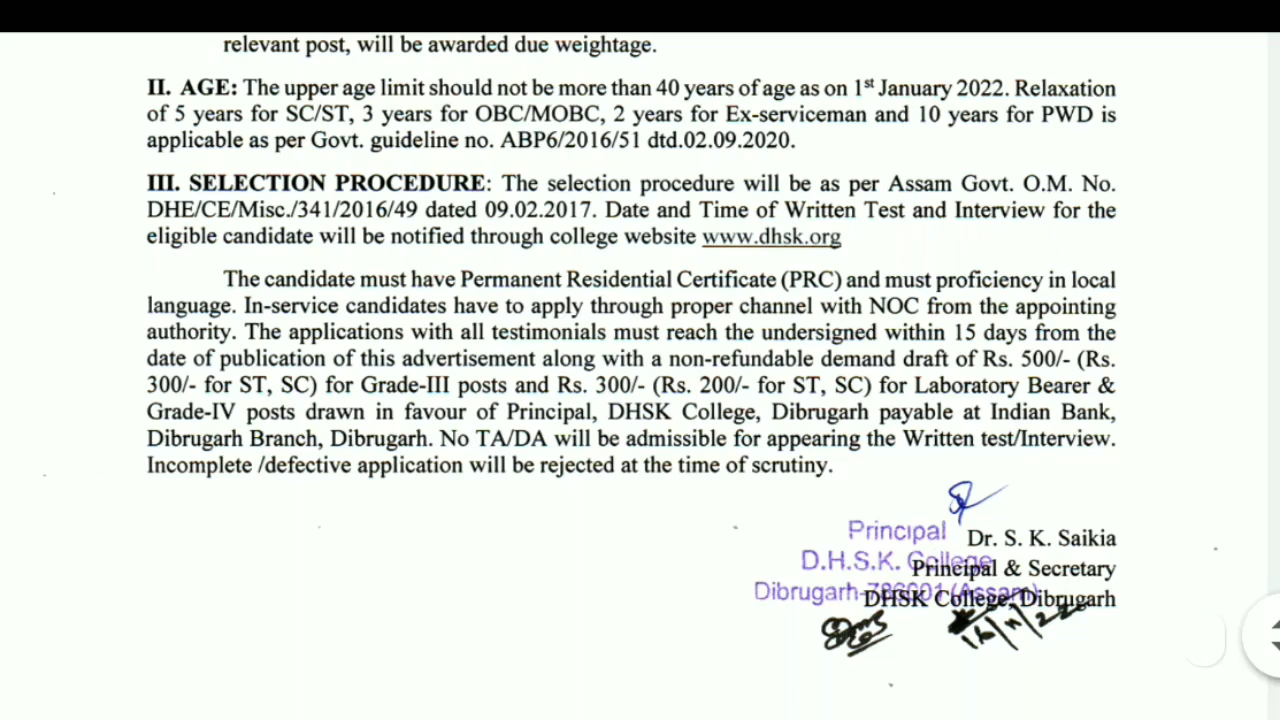 relevant post, will be awarded due weightage.
II. AGE: The upper age limit should not be more than 40 years of age as on 1st January 2022. Relaxation
of 5 years for SC/ST, 3 years for OBC/MOBC, 2 years for Ex-serviceman and 10 years for PWD is
applicable as per Govt. guideline no. ABP6/2016/51 dtd.02.09.2020.
III. SELECTION PROCEDURE: The selection procedure will be as per Assam Govt. O.M. No.
DHE/CE/Misc./341/2016/49 dated 09.02.2017. Date and Time of Written Test and Interview for the
eligible candidate will be notified through college website www.dhsk.org
The candidate must have Permanent Residential Certificate (PRC) and must proficiency in local
language. In-service candidates have to apply through proper channel with NOC from the appointing
authority. The applications with all testimonials must reach the undersigned within 15 days from the
date of publication of this advertisement along with a non-refundable demand draft of Rs. 500/- (Rs.
300/- for ST, SC) for Grade-III posts and Rs. 300/- (Rs. 200/- for ST, SC) for Laboratory Bearer &
Grade-IV posts drawn in favour of Principal, DHSK College, Dibrugarh payable at Indian Bank,
Dibrugarh Branch, Dibrugarh. No TA/DA will be admissible for appearing the Written test/Interview.
Incomplete /defective application will be rejected at the time of scrutiny.
Principal
Dr. S. K. Saikia
D.H.S.K. College
Principal & Secretary
Dibrugarh-786001 (Assam)
DHSK College, Dibrugarh